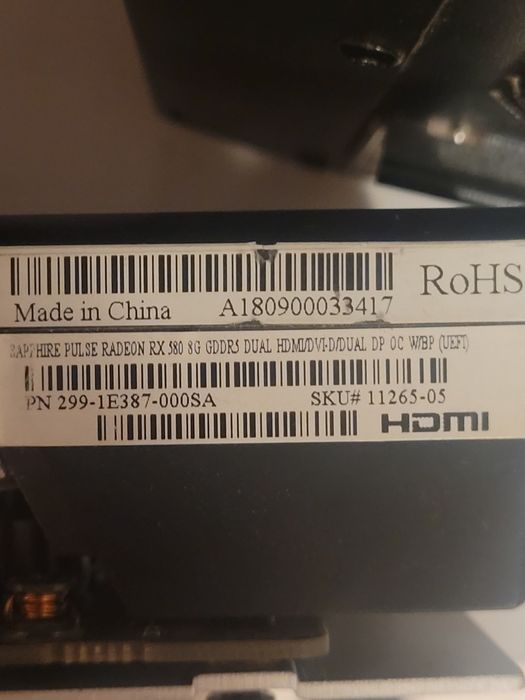 RoHS
Made in China A180900033417
SAPPHIRE PULSE RADEON RX 580 8G GDDR5 DUAL HDMI/DVI-D/DUAL DP OC W/BP (UEFI)
PN 299-1E387-000SA SKU# 11265-05
HDMI